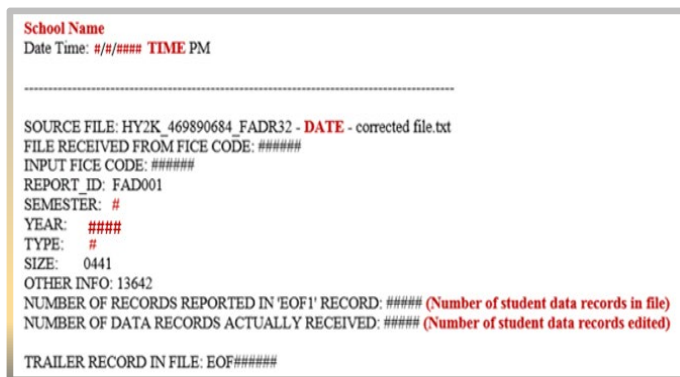 School Name
Date Time: #/#/#### TIME PM
------------------------------------------------------------------------------------------
SOURCE FILE: HY2K_469890684_FADR32 - DATE - corrected file.txt
FILE RECEIVED FROM FICE CODE: ######
INPUT FICE CODE: ######
REPORT_ID: FAD001
SEMESTER: #
YEAR: ####
TYPE: #
SIZE: 0441
OTHER INFO: 13642
NUMBER OF RECORDS REPORTED IN 'EOF1' RECORD: ##### (Number of student data records in file)
NUMBER OF DATA RECORDS ACTUALLY RECEIVED: ##### (Number of student data records edited)
TRAILER RECORD IN FILE: EOF######